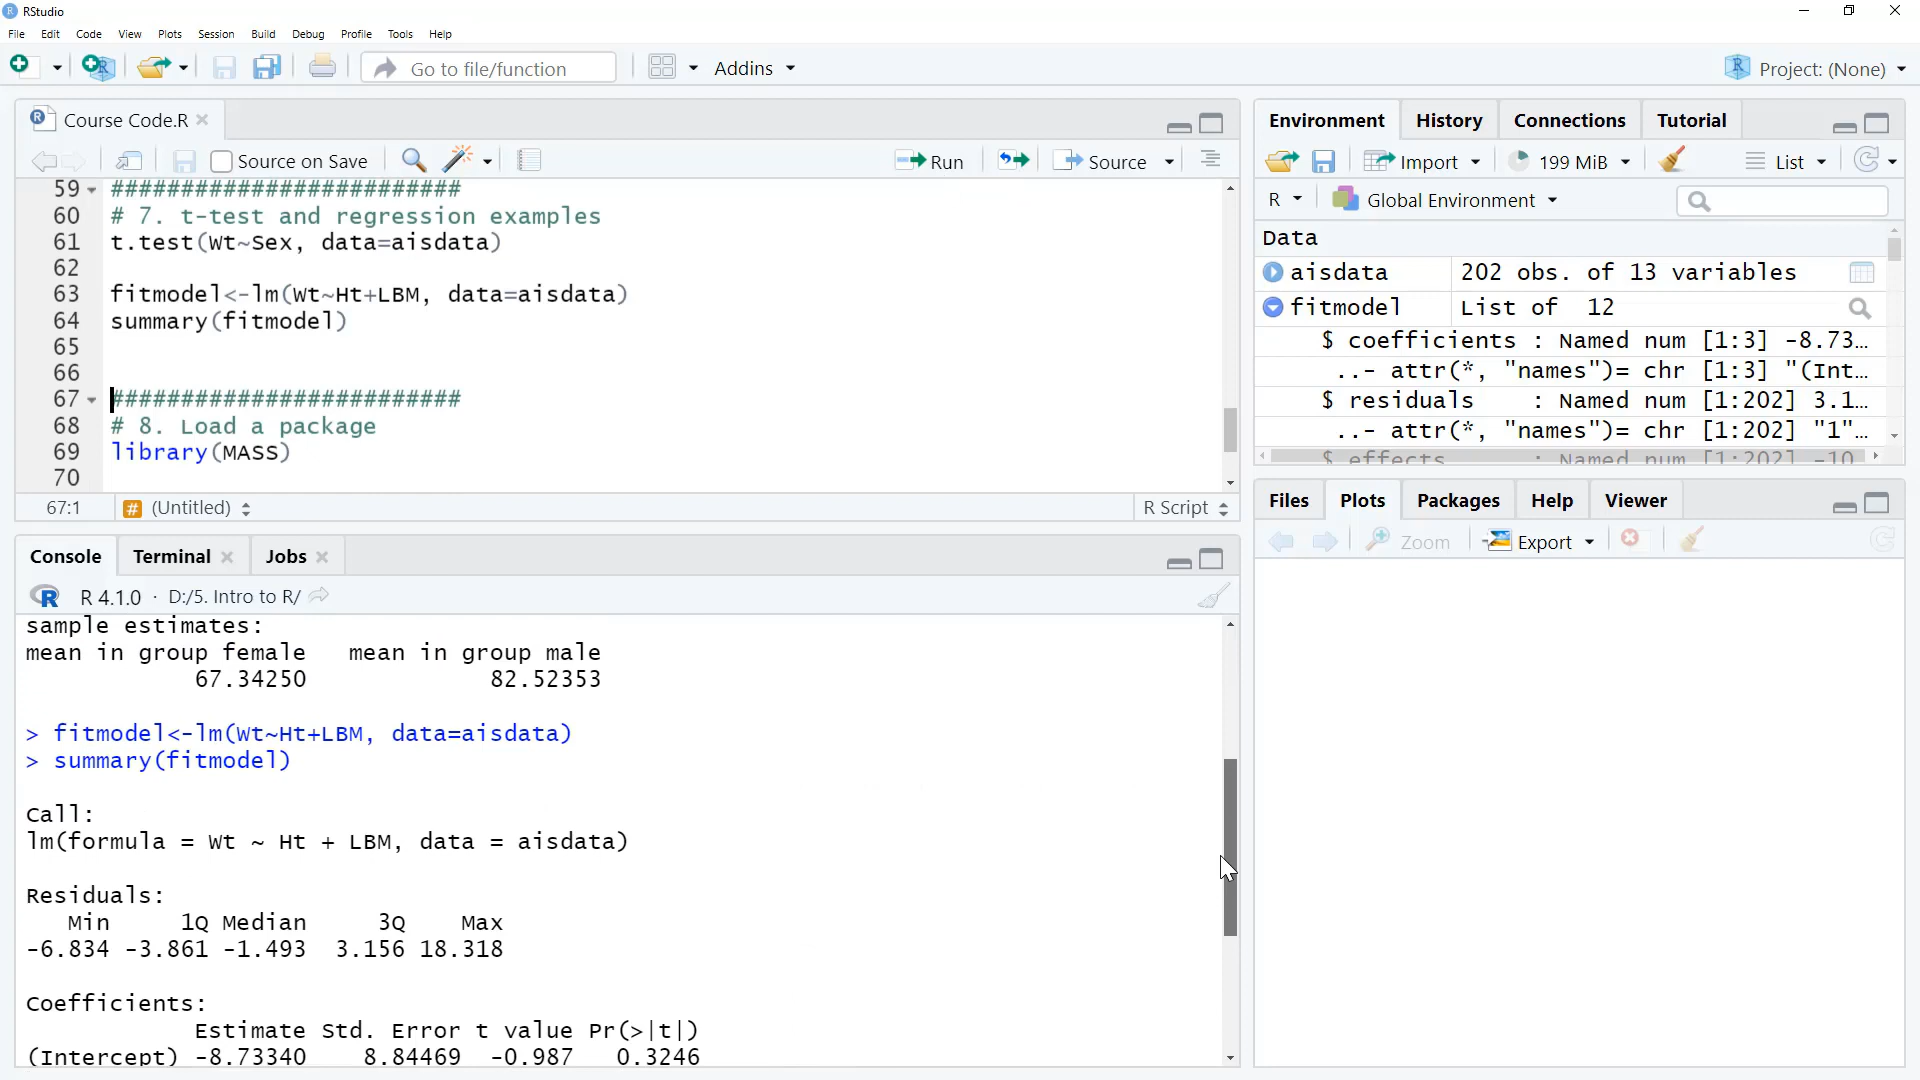 RStudio
File Edit Code View Plots Session Build Debug Profile Tools Help
Go to file/function
Addins
Project: (None)
Course Code.R
Source on Save
Run
Source
59 #########################
60 # 7. t-test and regression examples
61 t.test(Wt~Sex, data=aisdata)
62
63 fitmodel<-lm(Wt~Ht+LBM, data=aisdata)
64 summary(fitmodel)
65
66
67 #########################
68 # 8. Load a package
69 library(MASS)
70
67:1
(Untitled)
R Script
Console Terminal Jobs
R 4.1.0 · D:/5. Intro to R/
sample estimates:
mean in group female mean in group male
67.34250 82.52353
> fitmodel<-lm(Wt~Ht+LBM, data=aisdata)
> summary(fitmodel)
Call:
lm(formula = Wt ~ Ht + LBM, data = aisdata)
Residuals:
Min 1Q Median 3Q Max
-6.834 -3.861 -1.493 3.156 18.318
Coefficients:
Estimate Std. Error t value Pr(>|t|)
(Intercept) -8.73340 8.84469 -0.987 0.3246
Environment History Connections Tutorial
Import
199 MiB
List
R
Global Environment
Data
aisdata 202 obs. of 13 variables
fitmodel List of 12
$ coefficients : Named num [1:3] -8.73…
..- attr(*, "names")= chr [1:3] "(Int…
$ residuals : Named num [1:202] 3.1…
..- attr(*, "names")= chr [1:202] "1"…
$ effects : Named num [1:202] -10
Files Plots Packages Help Viewer
Zoom
Export